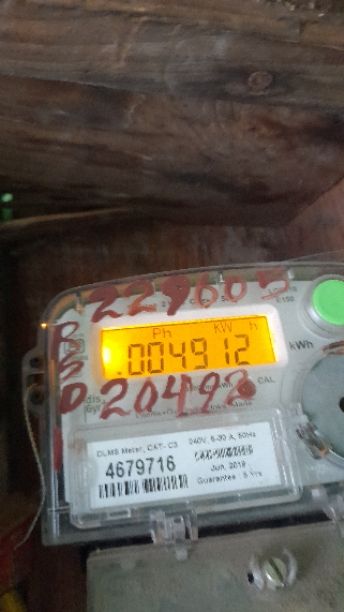 229605
Ph KW h
004912
kWh
CAL
20492
DLMS Meter, CAT- C3
240V, 5-30 A, 50Hz
4679716
Jun, 2019
Guarantee : 5 Yrs